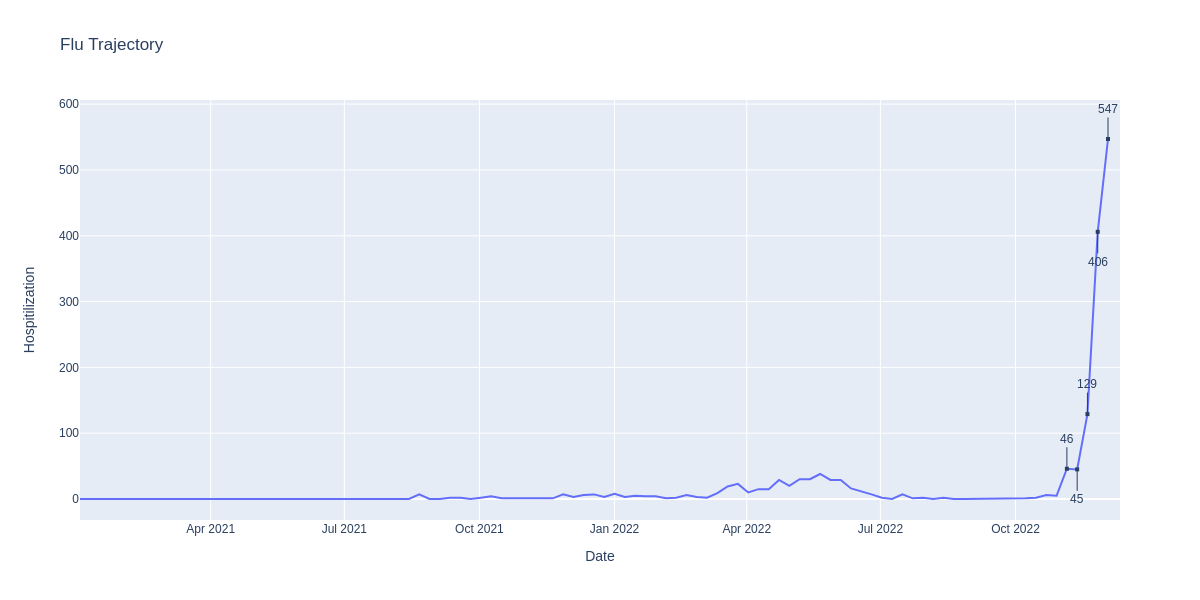 Flu Trajectory
600
500
400
300
200
100
0
Hospitilization
547
406
129
46
45
Apr 2021
Jul 2021
Oct 2021
Jan 2022
Apr 2022
Jul 2022
Oct 2022
Date